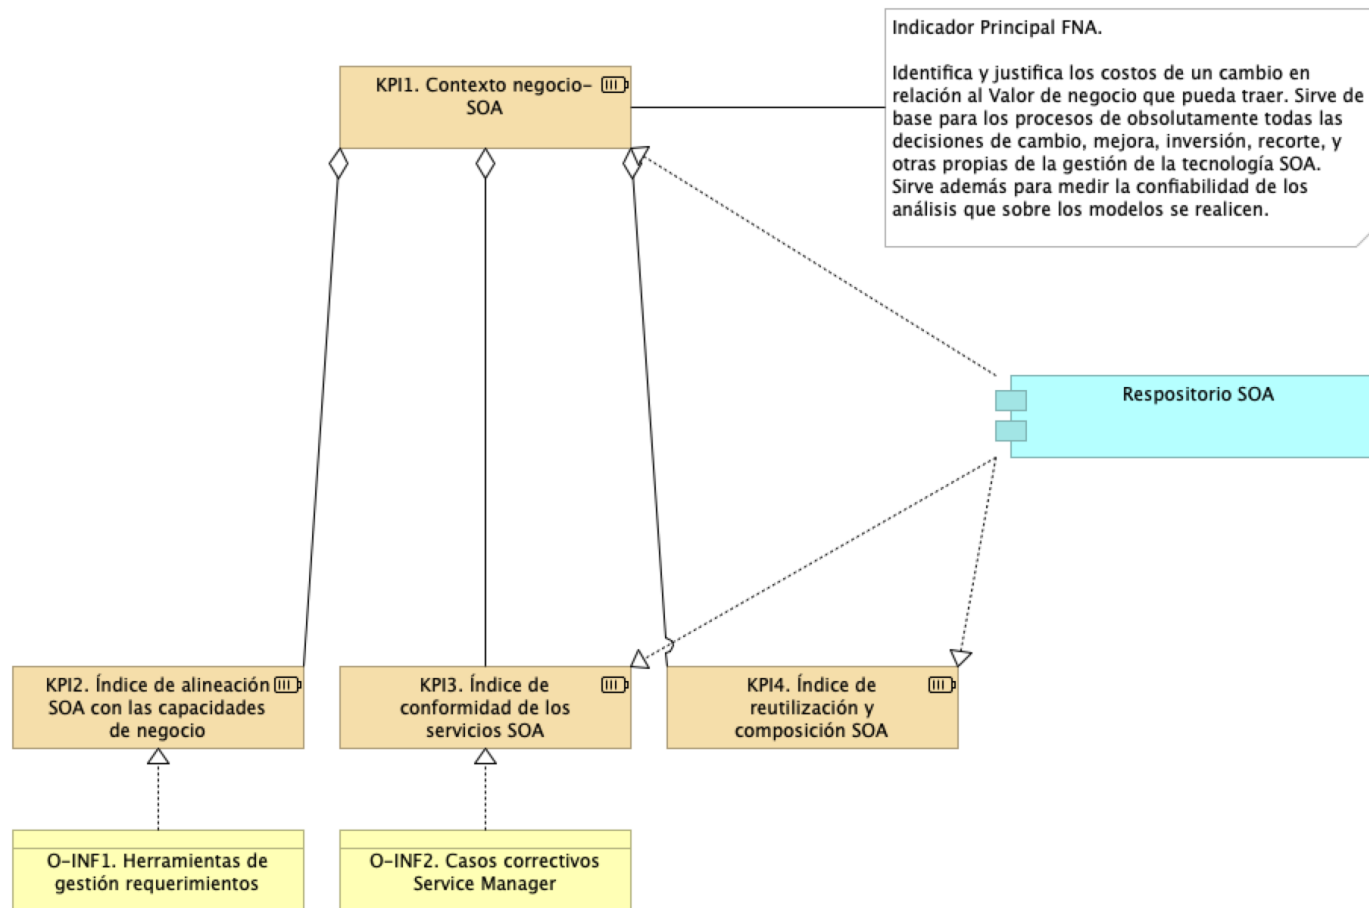 Indicador Principal FNA.
Identifica y justifica los costos de un cambio en
relación al Valor de negocio que pueda traer. Sirve de
base para los procesos de obsolutamente todas las
decisiones de cambio, mejora, inversión, recorte, y
otras propias de la gestión de la tecnología SOA.
Sirve además para medir la confiabilidad de los
análisis que sobre los modelos se realicen.
KPI1. Contexto negocio-
SOA
Respositorio SOA
KPI2. Índice de alineación
SOA con las capacidades
de negocio
KPI3. Índice de
conformidad de los
servicios SOA
KPI4. Índice de
reutilización y
composición SOA
O-INF1. Herramientas de
gestión requerimientos
O-INF2. Casos correctivos
Service Manager